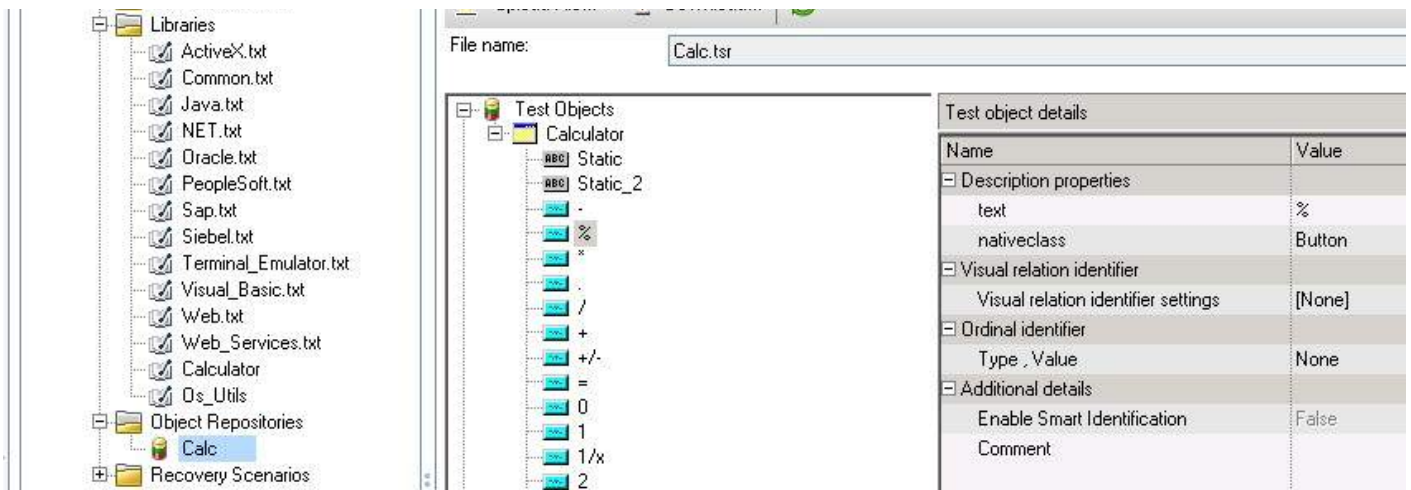 Libraries
ActiveX.txt
Common.txt
Java.txt
NET.txt
Oracle.txt
PeopleSoft.txt
Sap.txt
Siebel.txt
Terminal_Emulator.txt
Visual_Basic.txt
Web.txt
Web_Services.txt
Calculator
Os_Utils
Object Repositories
Calc
Recovery Scenarios
File name:
Calc.tsr
Test Objects
Calculator
Static
Static_2
-
%
*
.
/
+
+/-
=
0
1
1/x
2
Test object details
Name Value
Description properties
text %
nativeclass Button
Visual relation identifier
Visual relation identifier settings [None]
Ordinal identifier
Type , Value None
Additional details
Enable Smart Identification False
Comment